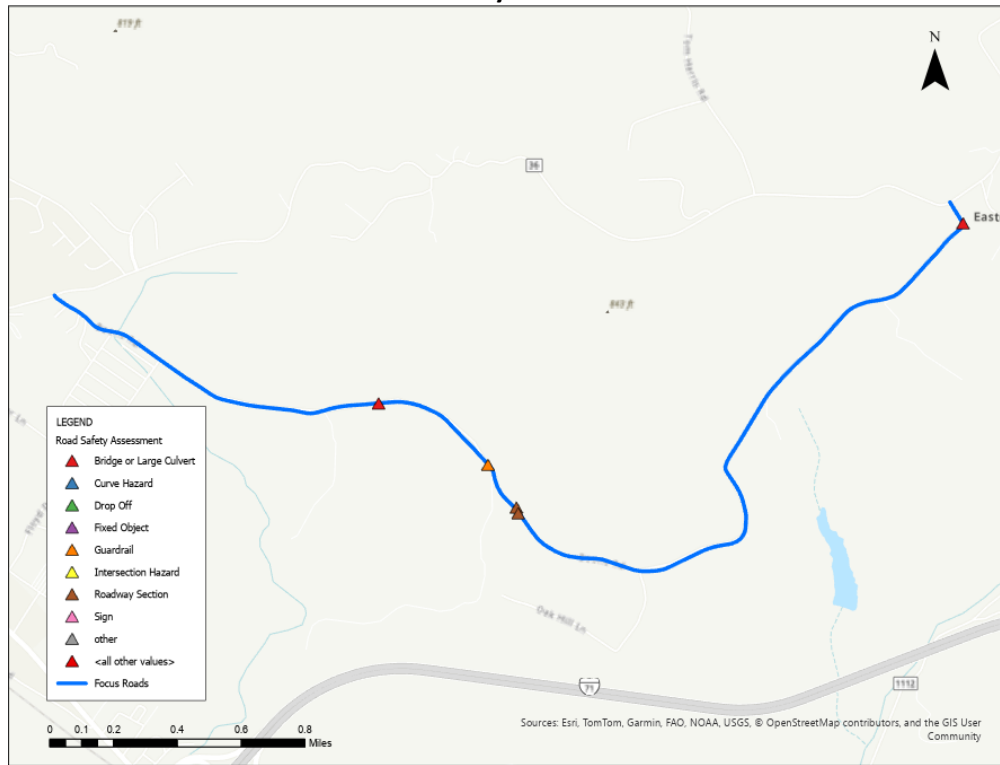 819 ft
N
Tom Harris Rd
36
East
843 ft
LEGEND
Road Safety Assessment
Bridge or Large Culvert
Curve Hazard
Drop Off
Fixed Object
Guardrail
Intersection Hazard
Roadway Section
Sign
other
<all other values>
Focus Roads
Oak Hill Ln
71
1112
0 0.1 0.2 0.4 0.6 0.8
Miles
Sources: Esri, TomTom, Garmin, FAO, NOAA, USGS, © OpenStreetMap contributors, and the GIS User
Community